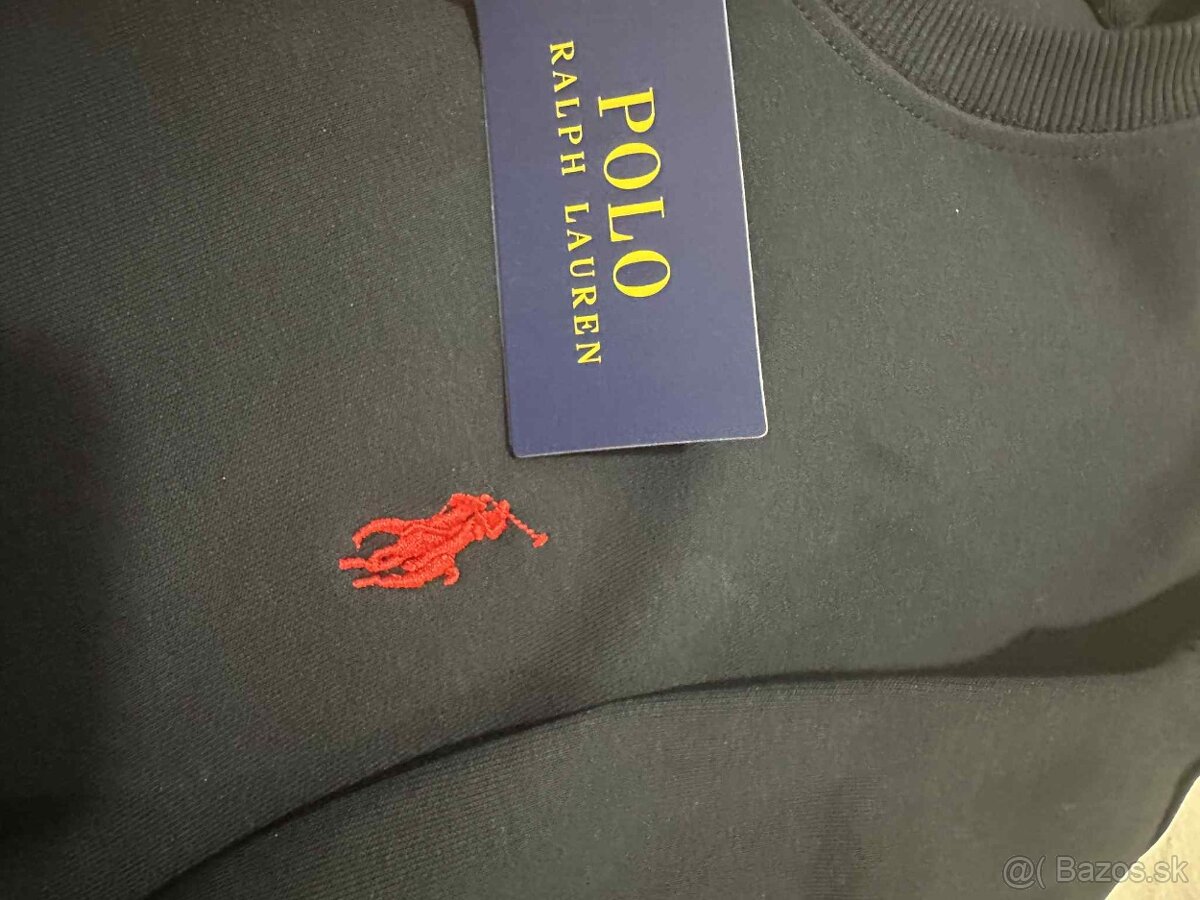 POLO
RALPH LAUREN
@( Bazos.sk